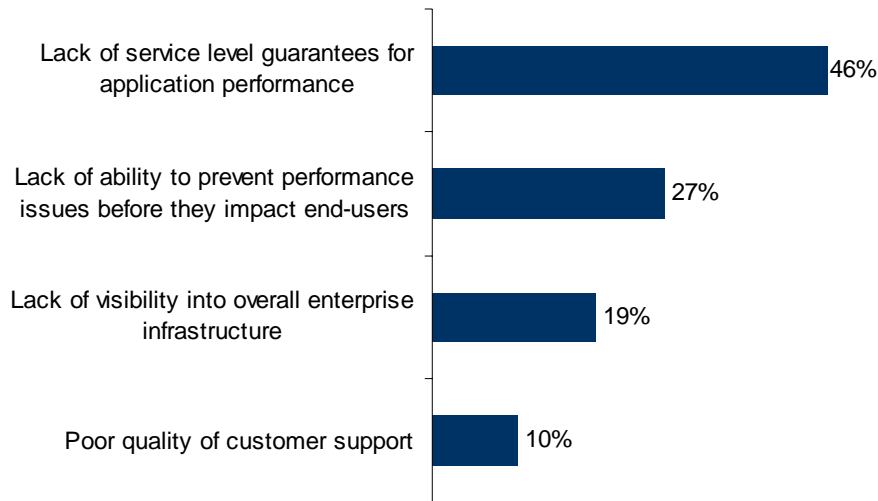 Lack of service level guarantees for
application performance
46%
Lack of ability to prevent performance
issues before they impact end-users
27%
Lack of visibility into overall enterprise
infrastructure
19%
Poor quality of customer support
10%